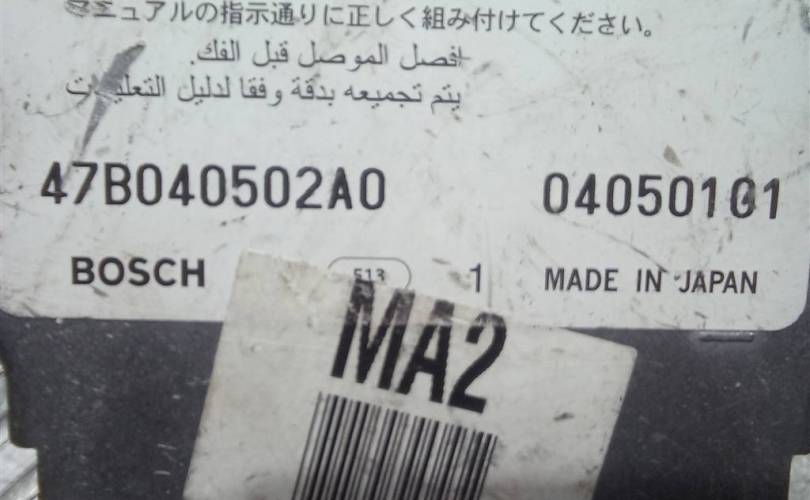 マニュアルの指示通りに正しく組み付けてください。
افصل الموصل قبل الفك.
يتم تجميعه بدقة وفقا لدليل التعليمات
47B040502A0 04050101
BOSCH 513 1 MADE IN JAPAN
MA2